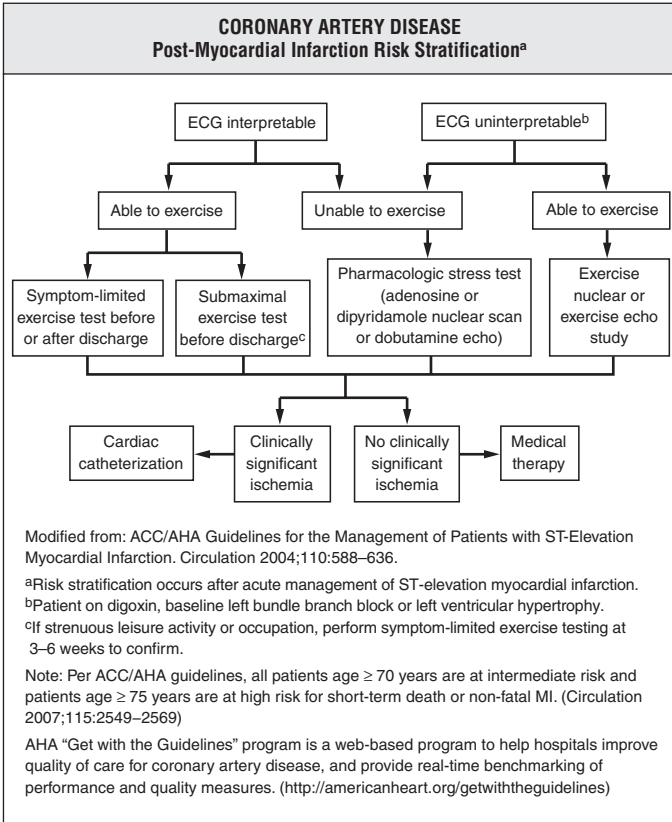 CORONARY ARTERY DISEASE
Post-Myocardial Infarction Risk Stratificationa
ECG interpretable
ECG uninterpretableb
Able to exercise
Unable to exercise
Able to exercise
Symptom-limited
exercise test before
or after discharge
Submaximal
exercise test
before dischargec
Pharmacologic stress test
(adenosine or
dipyridamole nuclear scan
or dobutamine echo)
Exercise
nuclear or
exercise echo
study
Cardiac
catheterization
Clinically
significant
ischemia
No clinically
significant
ischemia
Medical
therapy
Modified from: ACC/AHA Guidelines for the Management of Patients with ST-Elevation
Myocardial Infarction. Circulation 2004;110:588–636.
aRisk stratification occurs after acute management of ST-elevation myocardial infarction.
bPatient on digoxin, baseline left bundle branch block or left ventricular hypertrophy.
cIf strenuous leisure activity or occupation, perform symptom-limited exercise testing at
3–6 weeks to confirm.
Note: Per ACC/AHA guidelines, all patients age ≥ 70 years are at intermediate risk and
patients age ≥ 75 years are at high risk for short-term death or non-fatal MI. (Circulation
2007;115:2549–2569)
AHA “Get with the Guidelines” program is a web-based program to help hospitals improve
quality of care for coronary artery disease, and provide real-time benchmarking of
performance and quality measures. (http://americanheart.org/getwiththeguidelines)